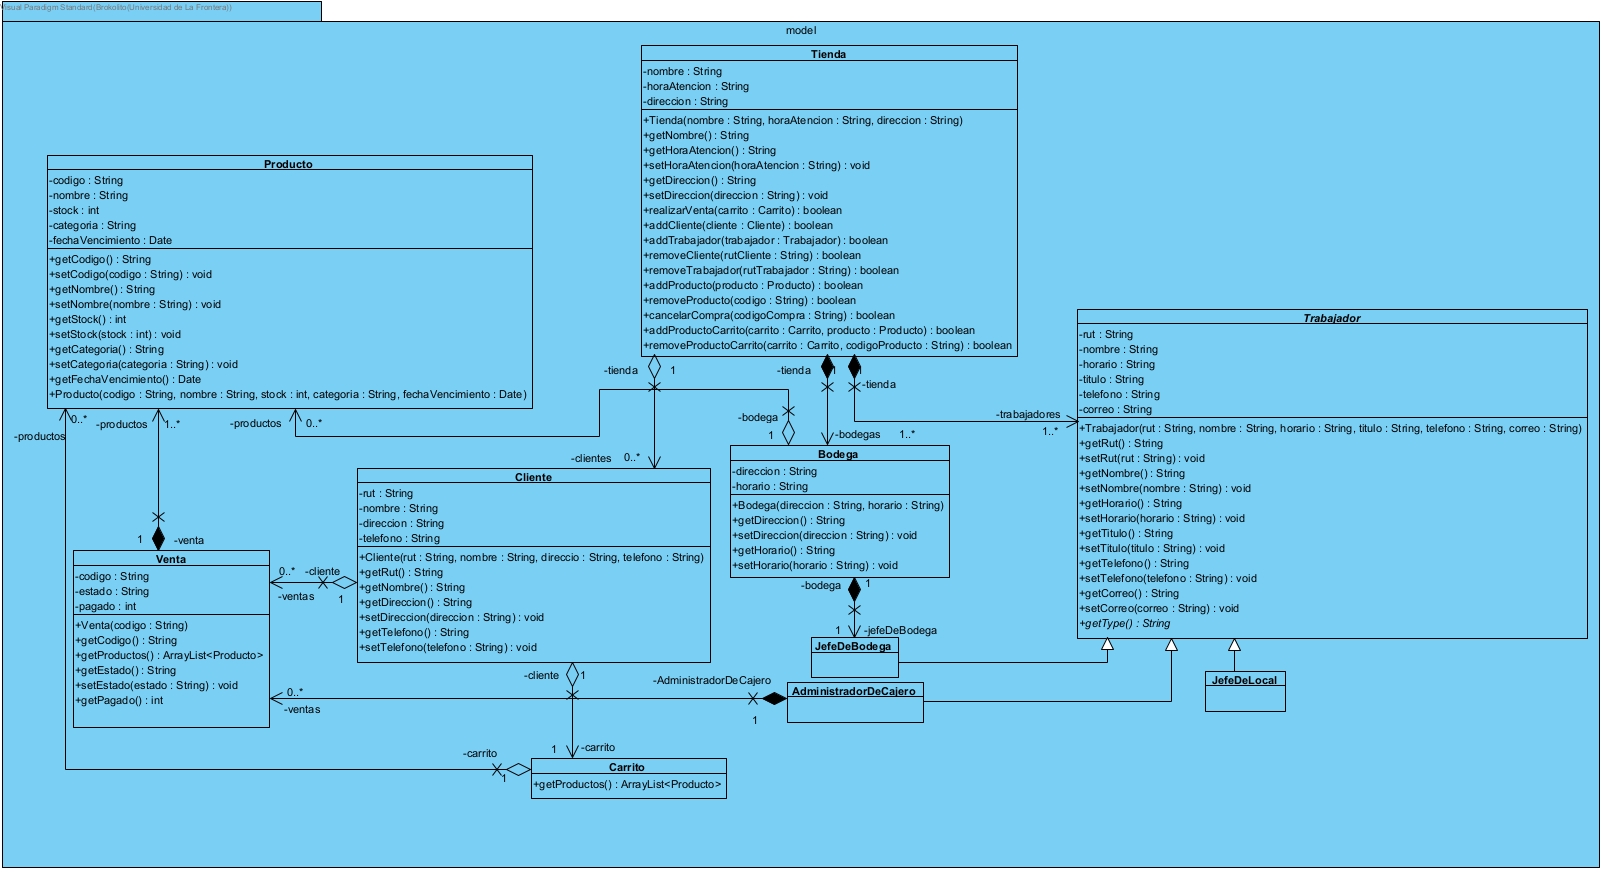 Visual Paradigm Standard(Brokolito(Universidad de La Frontera))
model
Tienda
-nombre : String
-horaAtencion : String
-direccion : String
+Tienda(nombre : String, horaAtencion : String, direccion : String)
+getNombre() : String
+getHoraAtencion() : String
+setHoraAtencion(horaAtencion : String) : void
+getDireccion() : String
+setDireccion(direccion : String) : void
+realizarVenta(carrito : Carrito) : boolean
+addCliente(cliente : Cliente) : boolean
+addTrabajador(trabajador : Trabajador) : boolean
+removeCliente(rutCliente : String) : boolean
+removeTrabajador(rutTrabajador : String) : boolean
+addProducto(producto : Producto) : boolean
+removeProducto(codigo : String) : boolean
+cancelarCompra(codigoCompra : String) : boolean
+addProductoCarrito(carrito : Carrito, producto : Producto) : boolean
+removeProductoCarrito(carrito : Carrito, codigoProducto : String) : boolean
Producto
-codigo : String
-nombre : String
-stock : int
-categoria : String
-fechaVencimiento : Date
+getCodigo() : String
+setCodigo(codigo : String) : void
+getNombre() : String
+setNombre(nombre : String) : void
+getStock() : int
+setStock(stock : int) : void
+getCategoria() : String
+setCategoria(categoria : String) : void
+getFechaVencimiento() : Date
+Producto(codigo : String, nombre : String, stock : int, categoria : String, fechaVencimiento : Date)
Trabajador
-rut : String
-nombre : String
-horario : String
-titulo : String
-telefono : String
-correo : String
+Trabajador(rut : String, nombre : String, horario : String, titulo : String, telefono : String, correo : String)
+getRut() : String
+setRut(rut : String) : void
+getNombre() : String
+setNombre(nombre : String) : void
+getHorario() : String
+setHorario(horario : String) : void
+getTitulo() : String
+setTitulo(titulo : String) : void
+getTelefono() : String
+setTelefono(telefono : String) : void
+getCorreo() : String
+setCorreo(correo : String) : void
+getType() : String
-tienda 1
-tienda 1
1
-tienda
-trabajadores
1..*
-bodega
1
-bodegas 1..*
-productos 0..*
-productos 1..*
-productos 0..*
-clientes 0..*
Cliente
-rut : String
-nombre : String
-direccion : String
-telefono : String
+Cliente(rut : String, nombre : String, direccio : String, telefono : String)
+getRut() : String
+getNombre() : String
+getDireccion() : String
+setDireccion(direccion : String) : void
+getTelefono() : String
+setTelefono(telefono : String) : void
Bodega
-direccion : String
-horario : String
+Bodega(direccion : String, horario : String)
+getDireccion() : String
+setDireccion(direccion : String) : void
+getHorario() : String
+setHorario(horario : String) : void
1 -venta
Venta
-codigo : String
-estado : String
-pagado : int
+Venta(codigo : String)
+getCodigo() : String
+getProductos() : ArrayList<Producto>
+getEstado() : String
+setEstado(estado : String) : void
+getPagado() : int
0..* -cliente
-ventas 1
-bodega 1
1 -jefeDeBodega
JefeDeBodega
JefeDeLocal
-cliente 1
-AdministradorDeCajero
1
AdministradorDeCajero
0..*
-ventas
1 -carrito
-carrito
1
Carrito
+getProductos() : ArrayList<Producto>